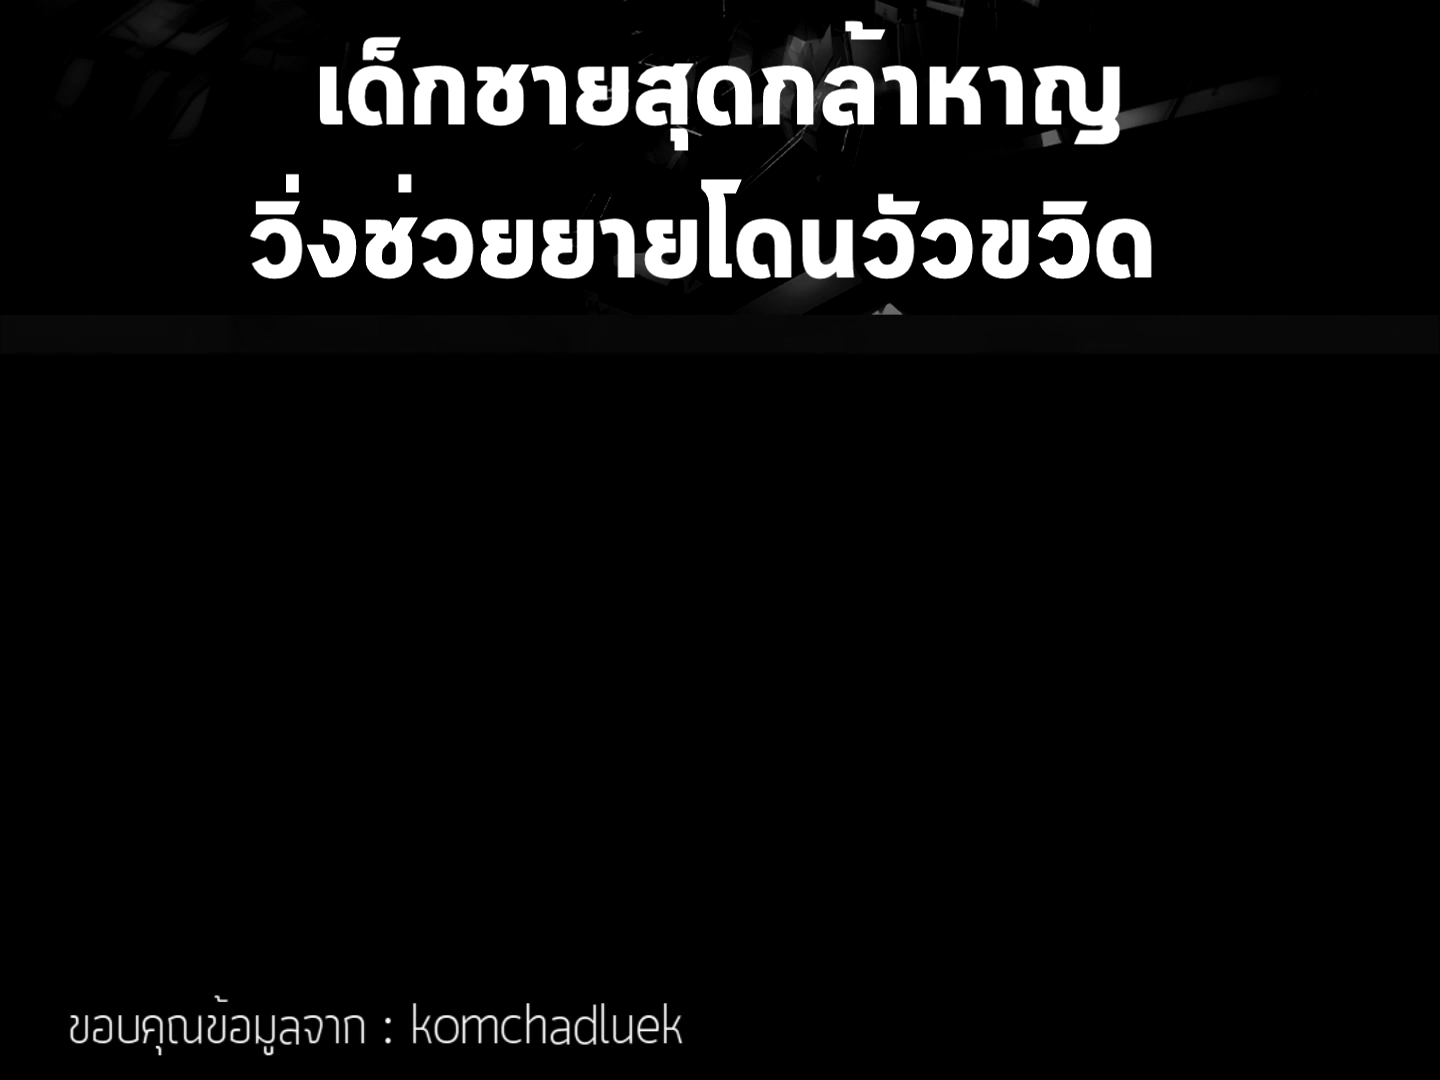 เด็กชายสุดกล้าหาญ
วิ่งช่วยยายโดนวัวขวิด
ขอบคุณข้อมูลจาก : komchadluek